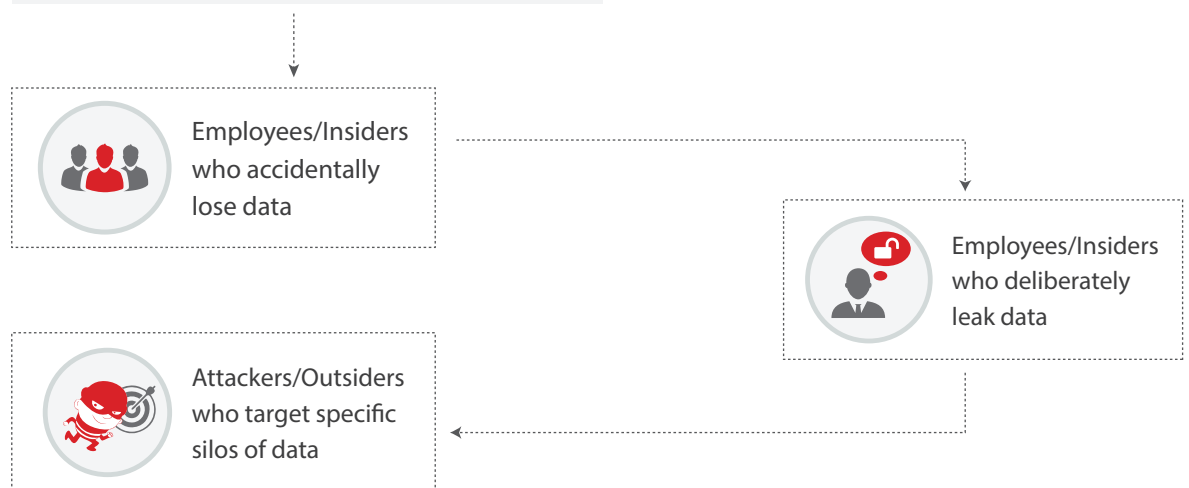 Employees/Insiders
who accidentally
lose data
Employees/Insiders
who deliberately
leak data
Attackers/Outsiders
who target specific
silos of data